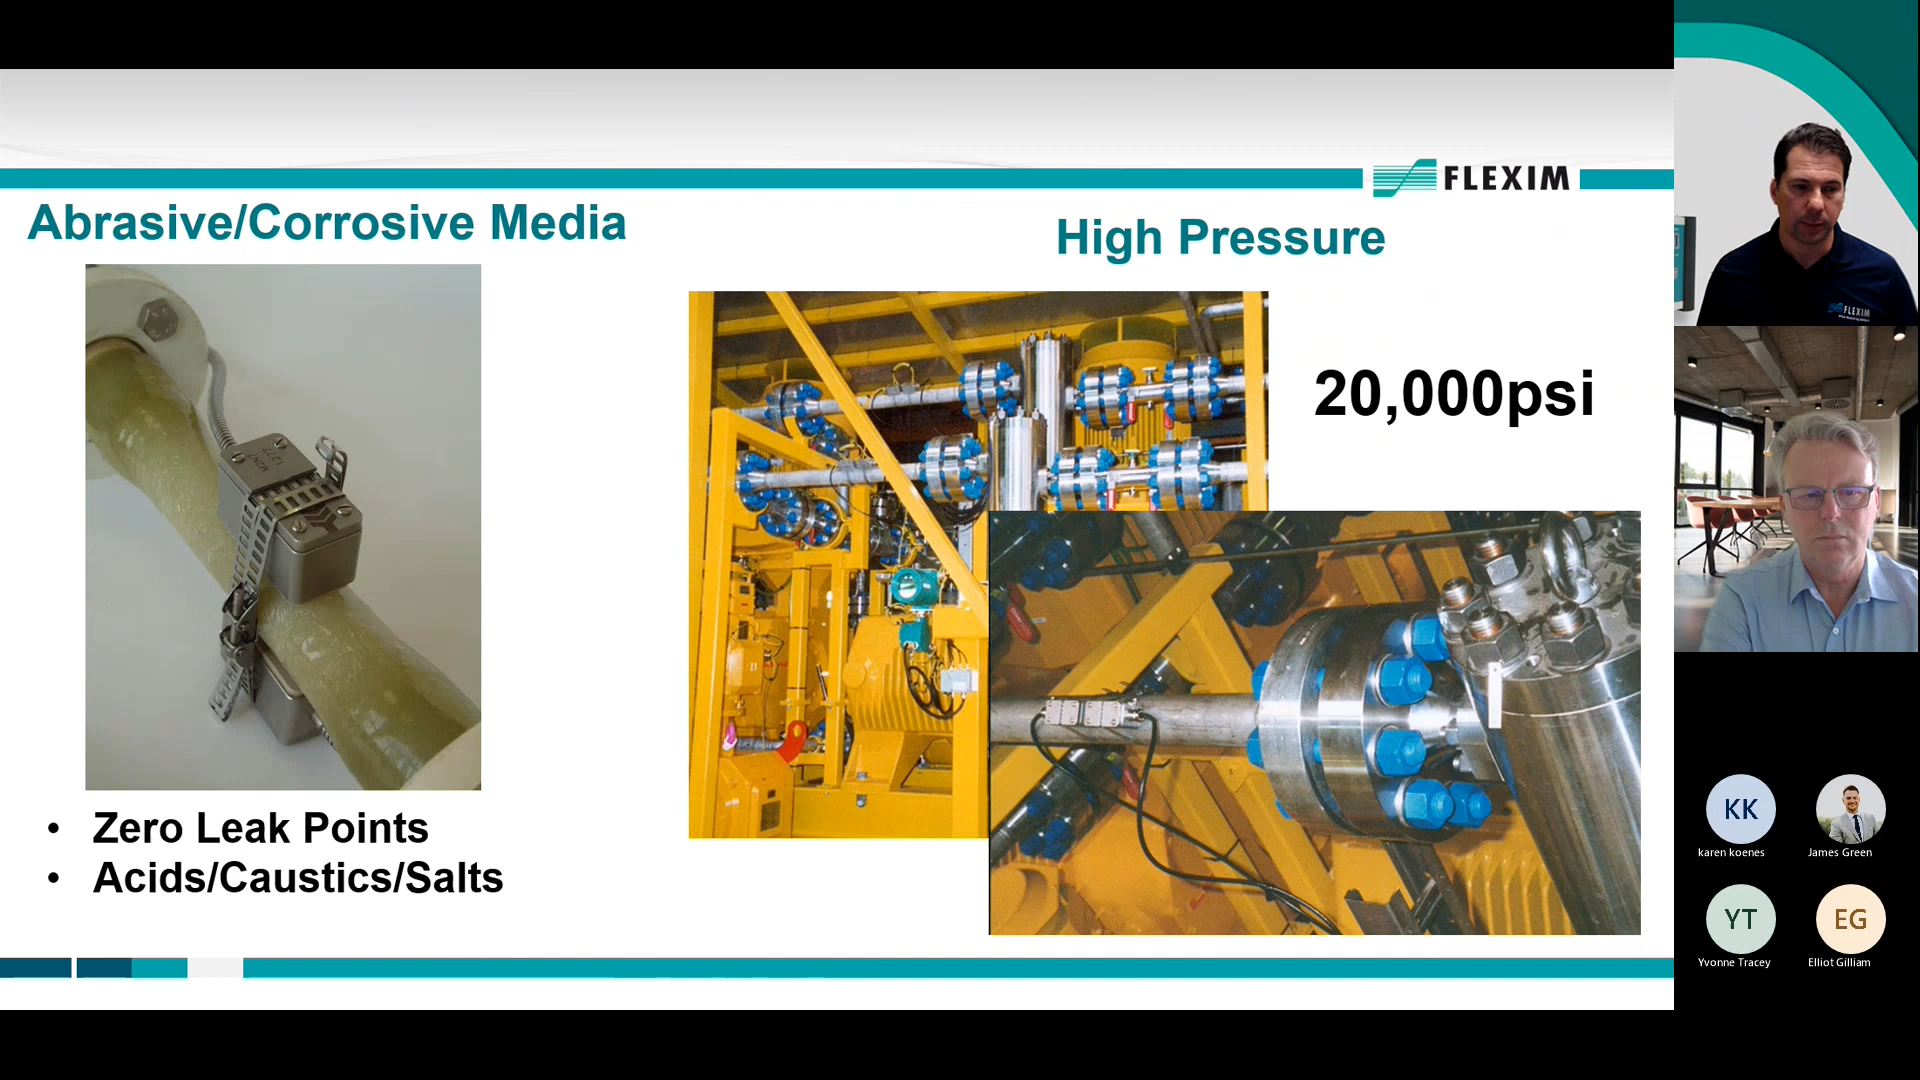 FLEXIM
Abrasive/Corrosive Media
High Pressure
20,000psi
• Zero Leak Points
• Acids/Caustics/Salts
FLEXIM
KK
karen koenes
James Green
YT
Yvonne Tracey
EG
Elliot Gilliam